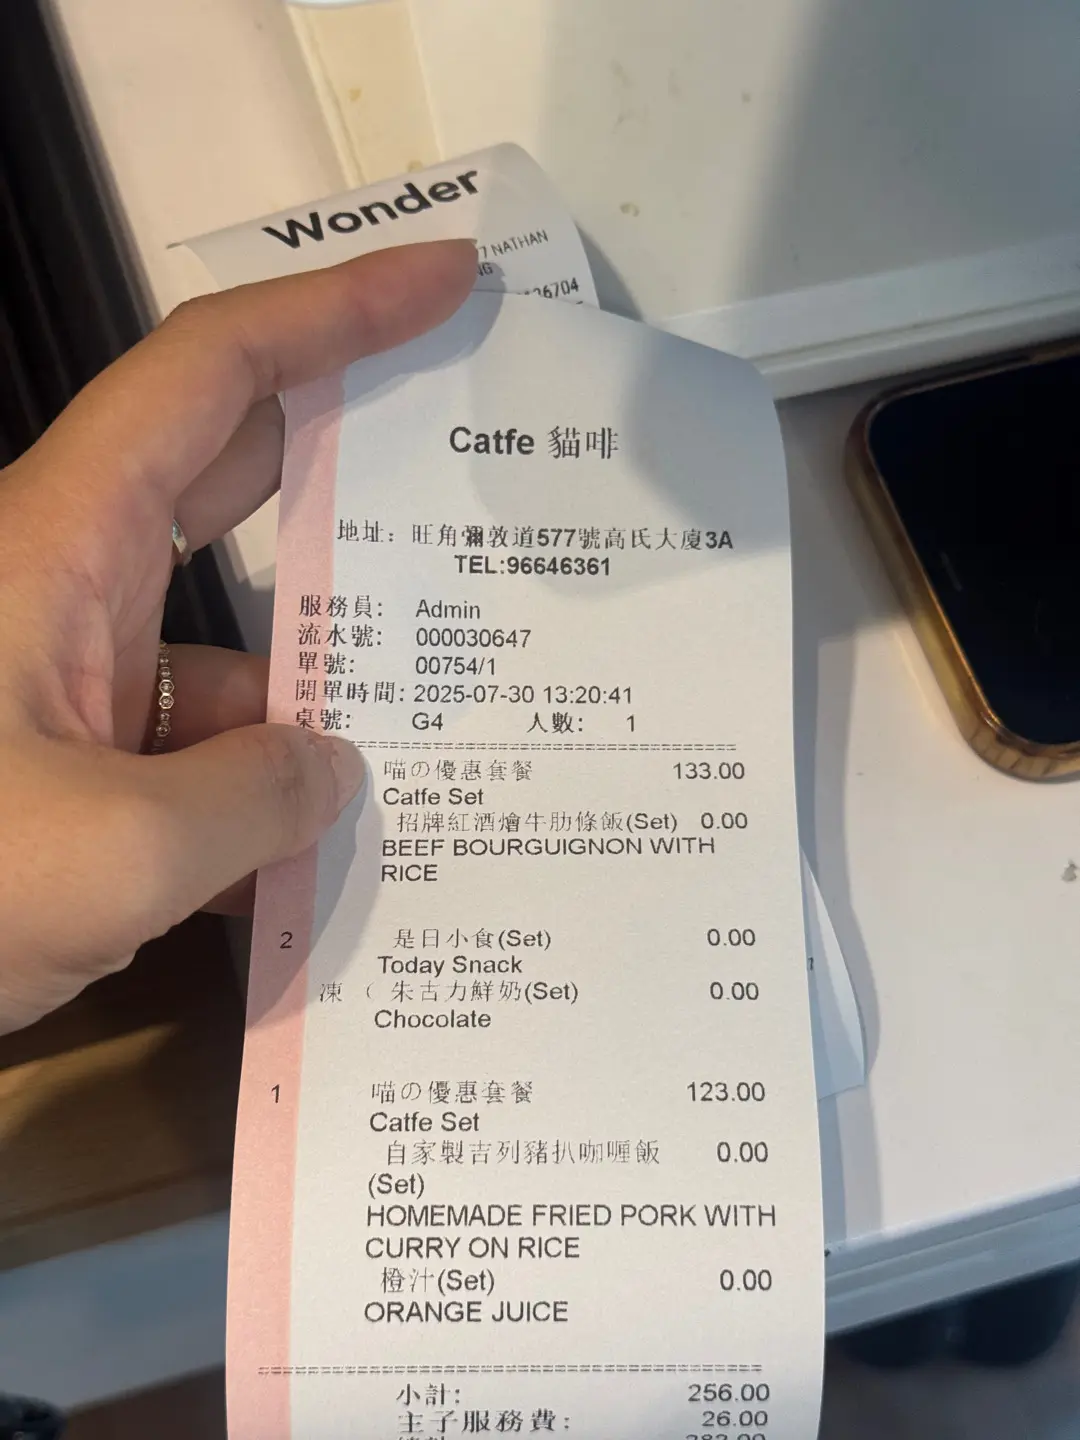 Wonder
7 NATHAN
NG
36704
Catfe 貓啡
地址: 旺角彌敦道577號高氏大廈3A
TEL:96646361
服務員: Admin
流水號: 000030647
單號: 00754/1
開單時間: 2025-07-30 13:20:41
桌號: G4 人數: 1
喵の優惠套餐 133.00
Catfe Set
招牌紅酒燴牛肋條飯(Set) 0.00
BEEF BOURGUIGNON WITH
RICE
2 是日小食(Set) 0.00
Today Snack
凍 ( 朱古力鮮奶(Set) 0.00
Chocolate
1 喵の優惠套餐 123.00
Catfe Set
自家製吉列豬扒咖喱飯 0.00
(Set)
HOMEMADE FRIED PORK WITH
CURRY ON RICE
橙汁(Set) 0.00
ORANGE JUICE
小計: 256.00
主子服務費: 26.00